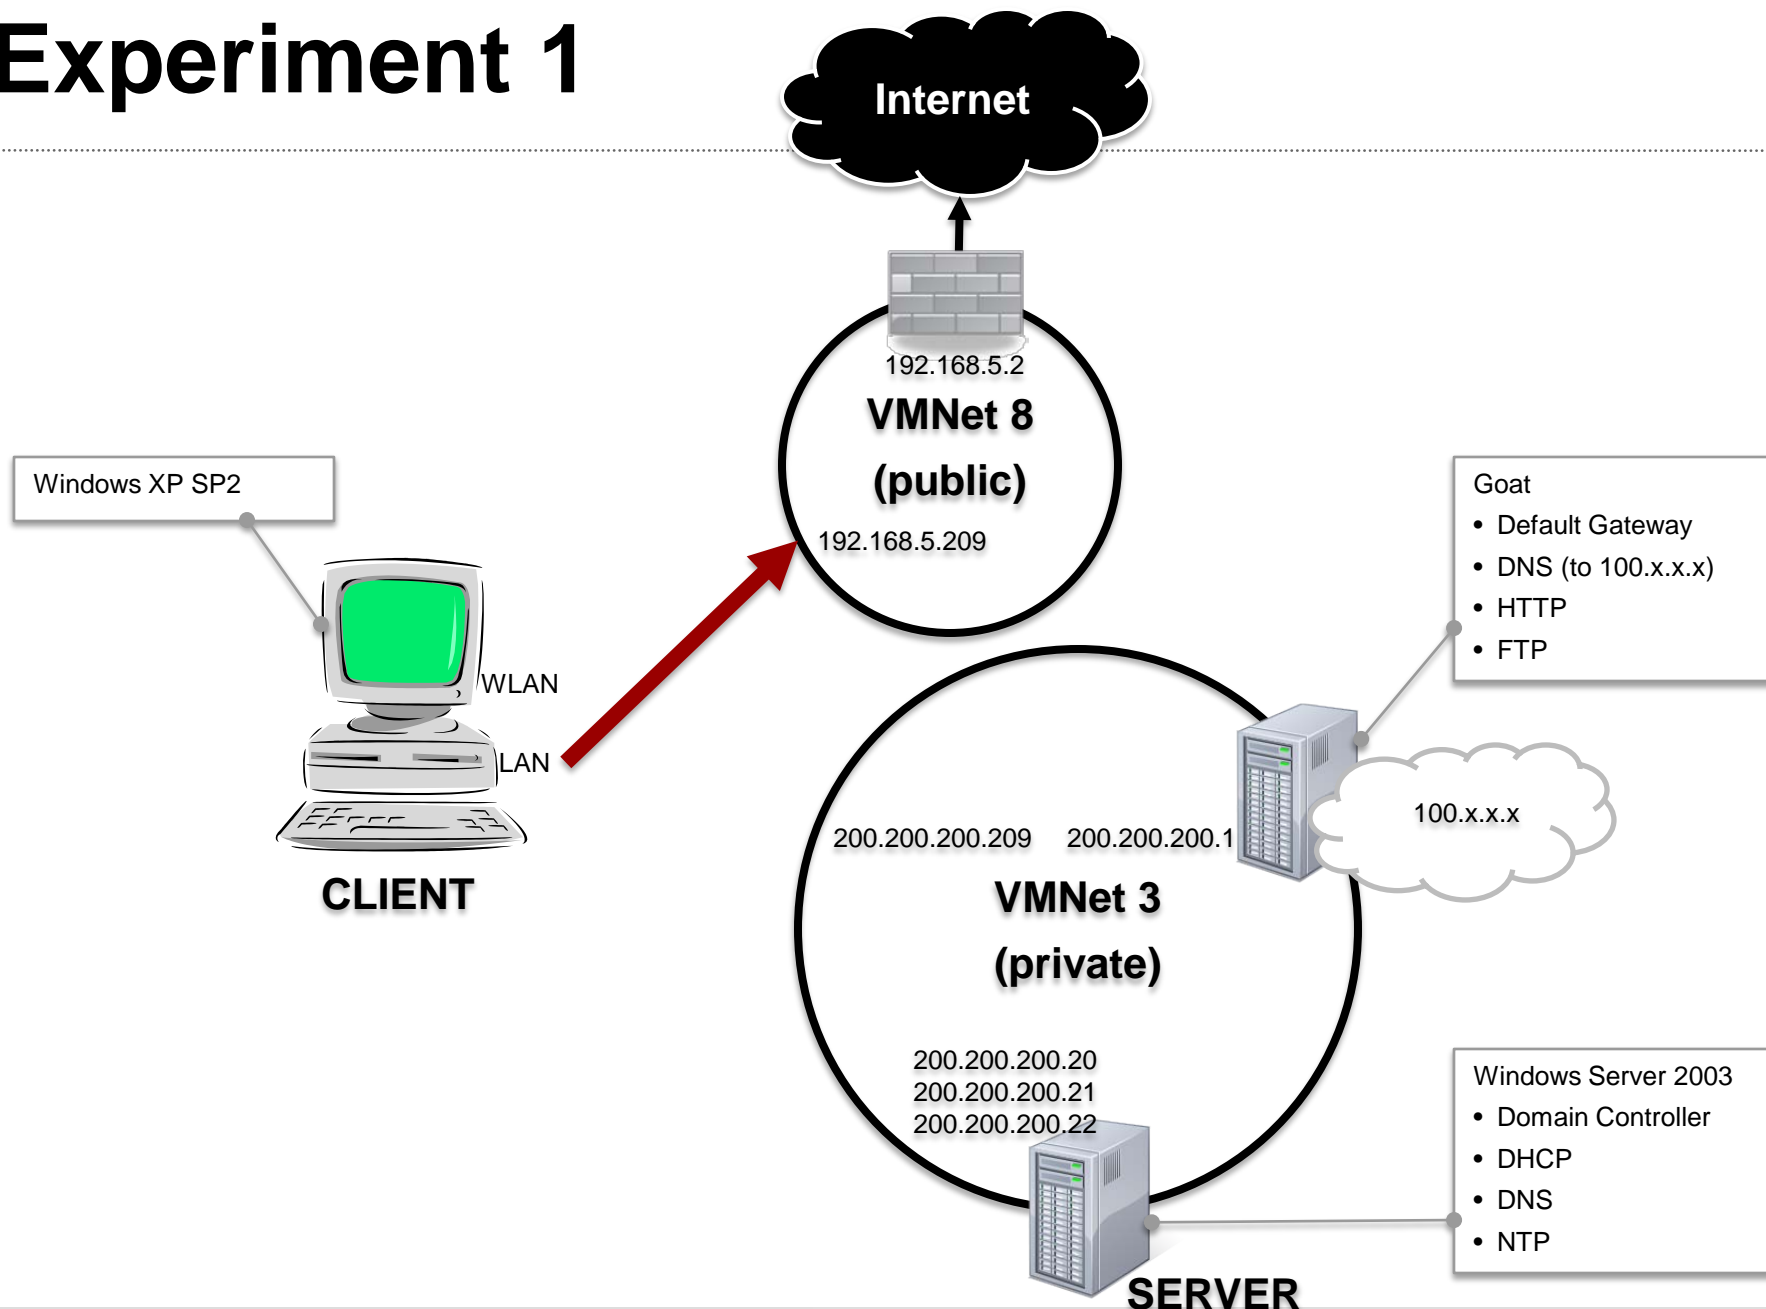 Experiment 1
Internet
192.168.5.2
VMNet 8
(public)
192.168.5.209
Windows XP SP2
WLAN
LAN
CLIENT
Goat
• Default Gateway
• DNS (to 100.x.x.x)
• HTTP
• FTP
100.x.x.x
200.200.200.209 200.200.200.1
VMNet 3
(private)
200.200.200.20
200.200.200.21
200.200.200.22
Windows Server 2003
• Domain Controller
• DHCP
• DNS
• NTP
SERVER